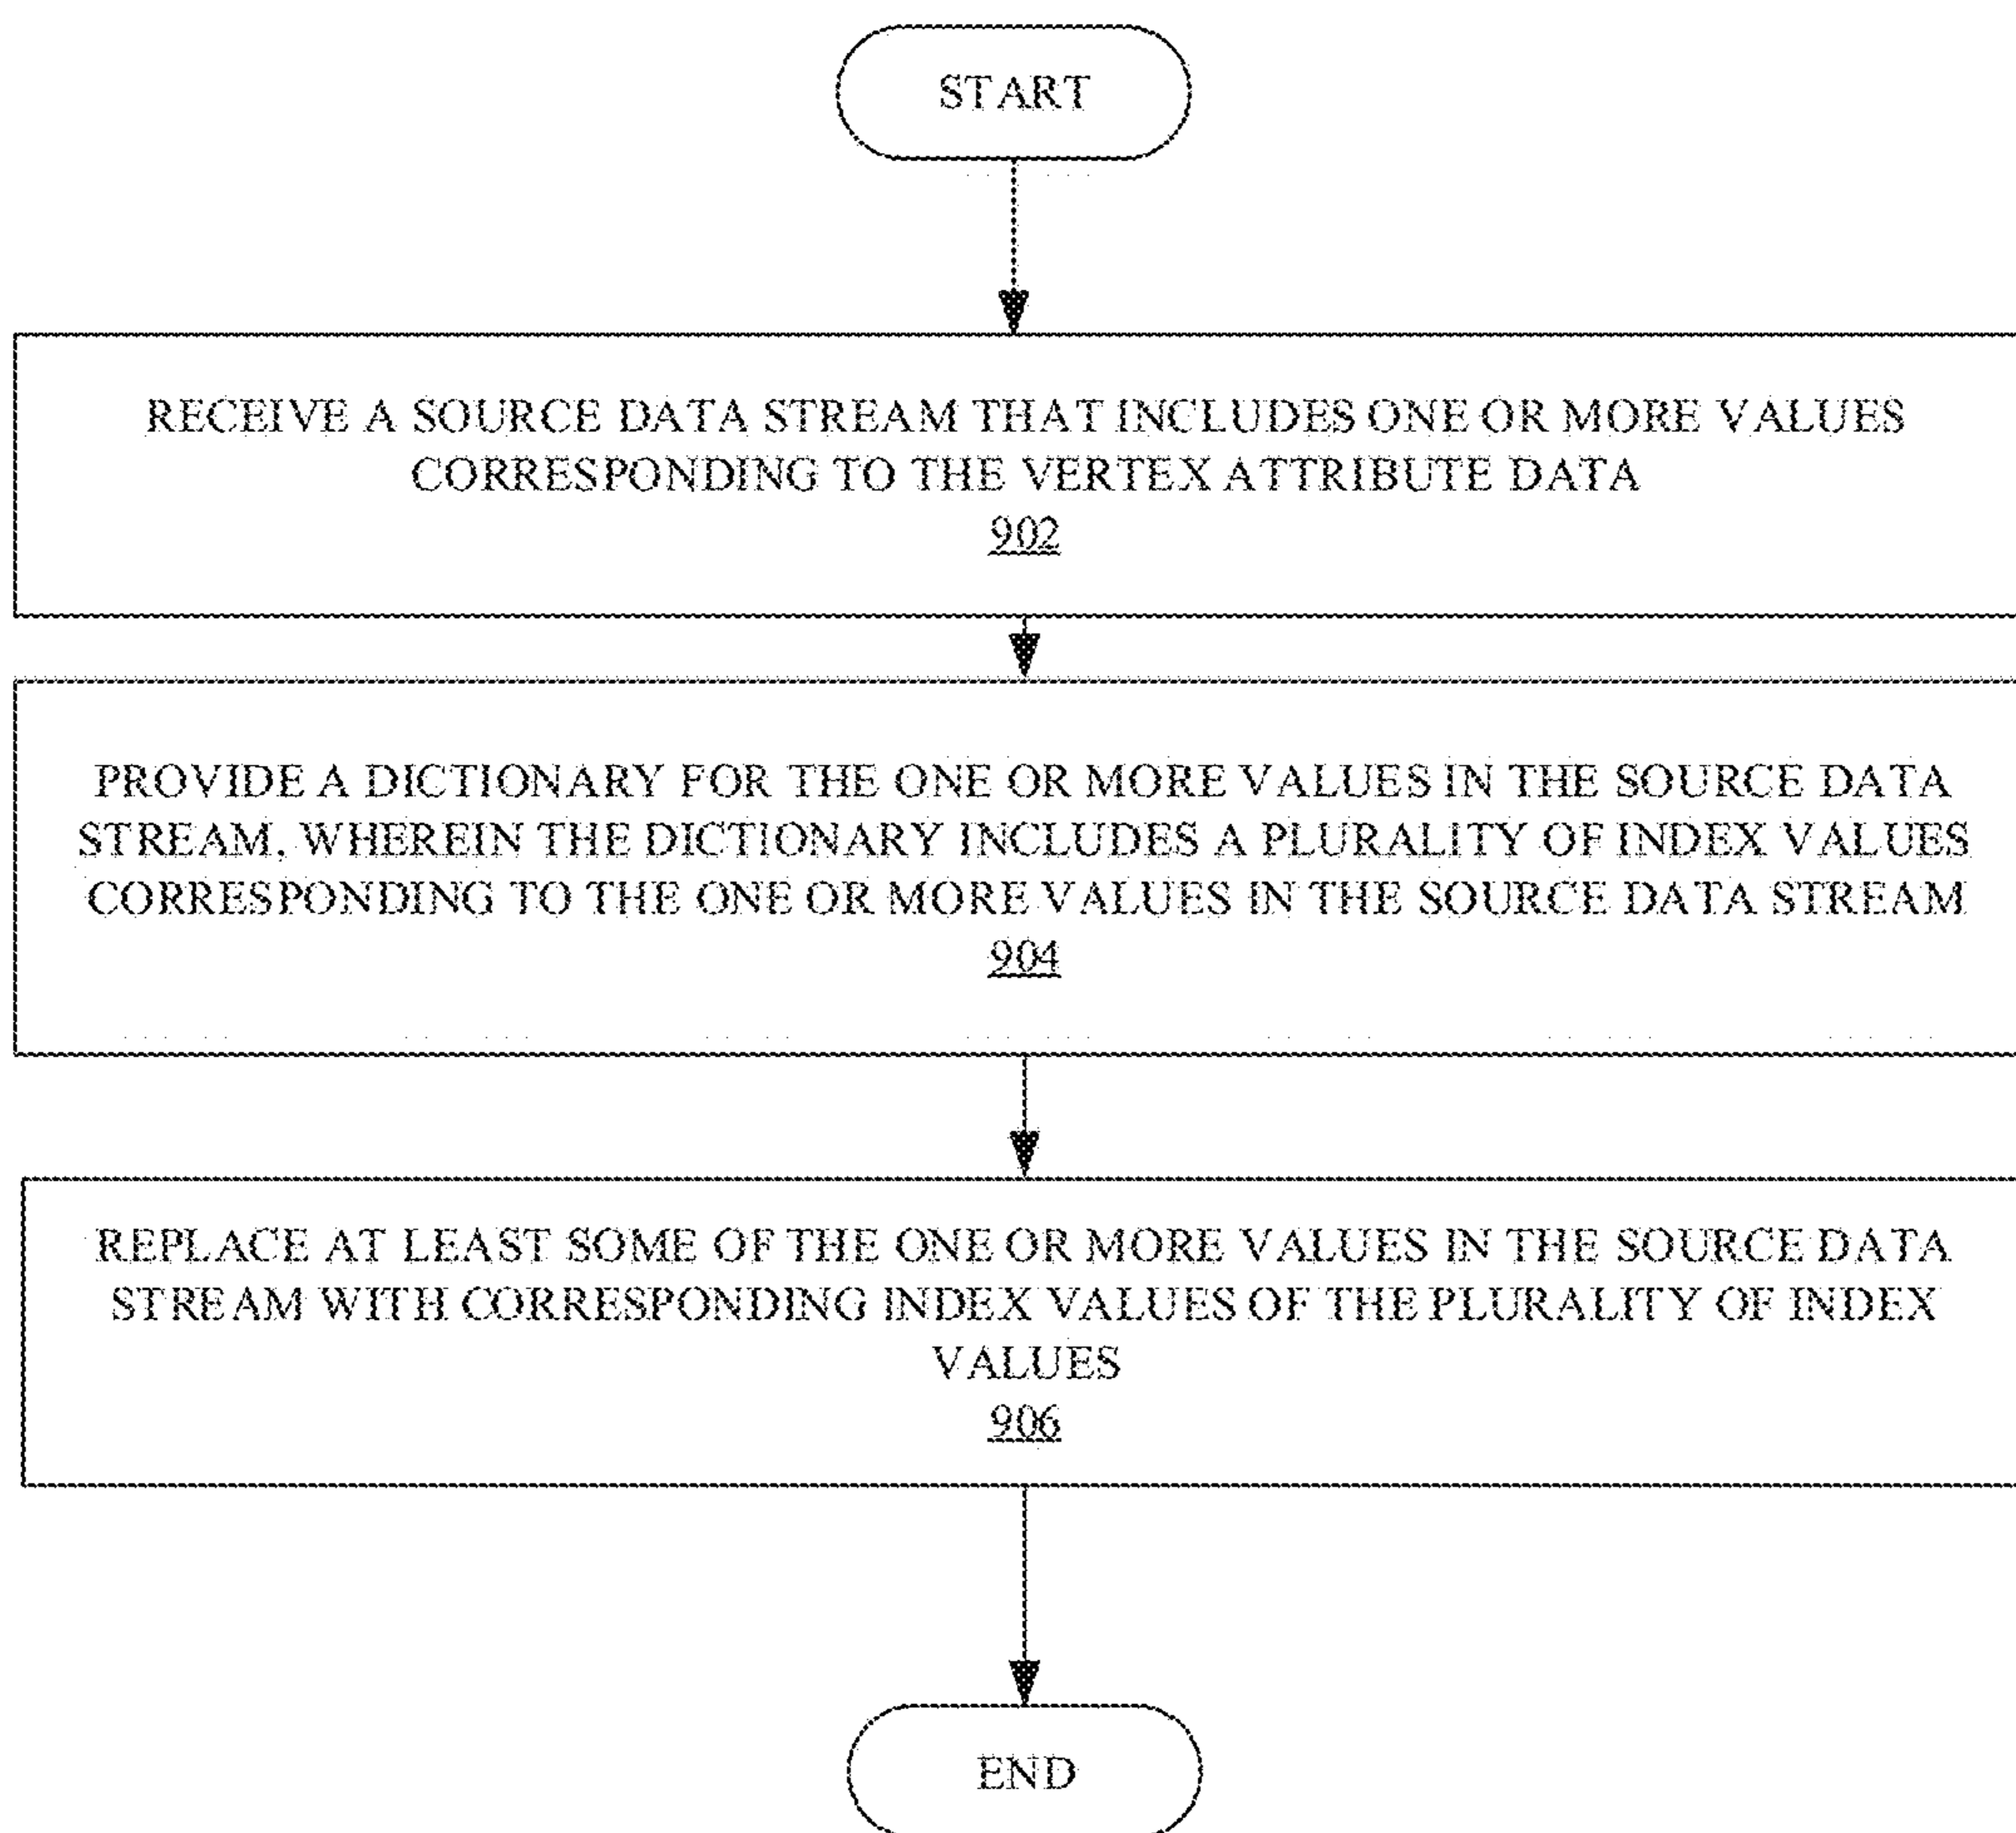 START
RECEIVE A SOURCE DATA STREAM THAT INCLUDES ONE OR MORE VALUES
CORRESPONDING TO THE VERTEX ATTRIBUTE DATA
902
PROVIDE A DICTIONARY FOR THE ONE OR MORE VALUES IN THE SOURCE DATA
STREAM, WHEREIN THE DICTIONARY INCLUDES A PLURALITY OF INDEX VALUES
CORRESPONDING TO THE ONE OR MORE VALUES IN THE SOURCE DATA STREAM
904
REPLACE AT LEAST SOME OF THE ONE OR MORE VALUES IN THE SOURCE DATA
STREAM WITH CORRESPONDING INDEX VALUES OF THE PLURALITY OF INDEX
VALUES
906
END